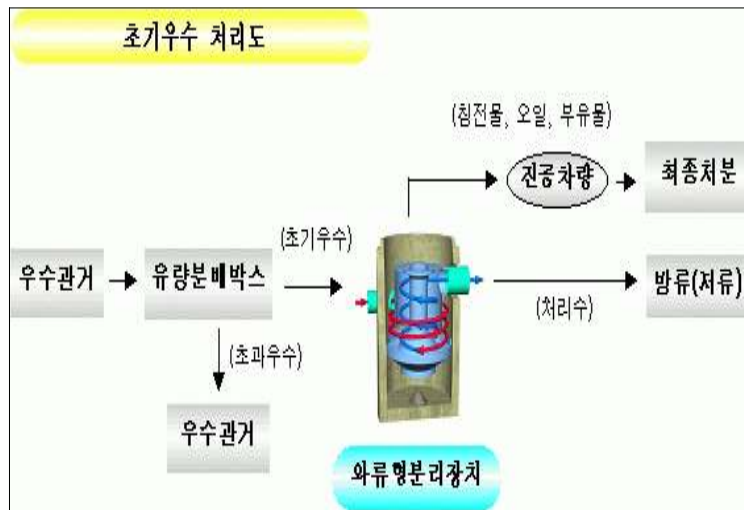 초기우수 처리도
(침전물, 오일, 부유물)
진공차량
최종처분
우수관거
유량분배박스
(초기우수)
(처리수)
방류(저류)
(초과우수)
우수관거
와류형분리장치